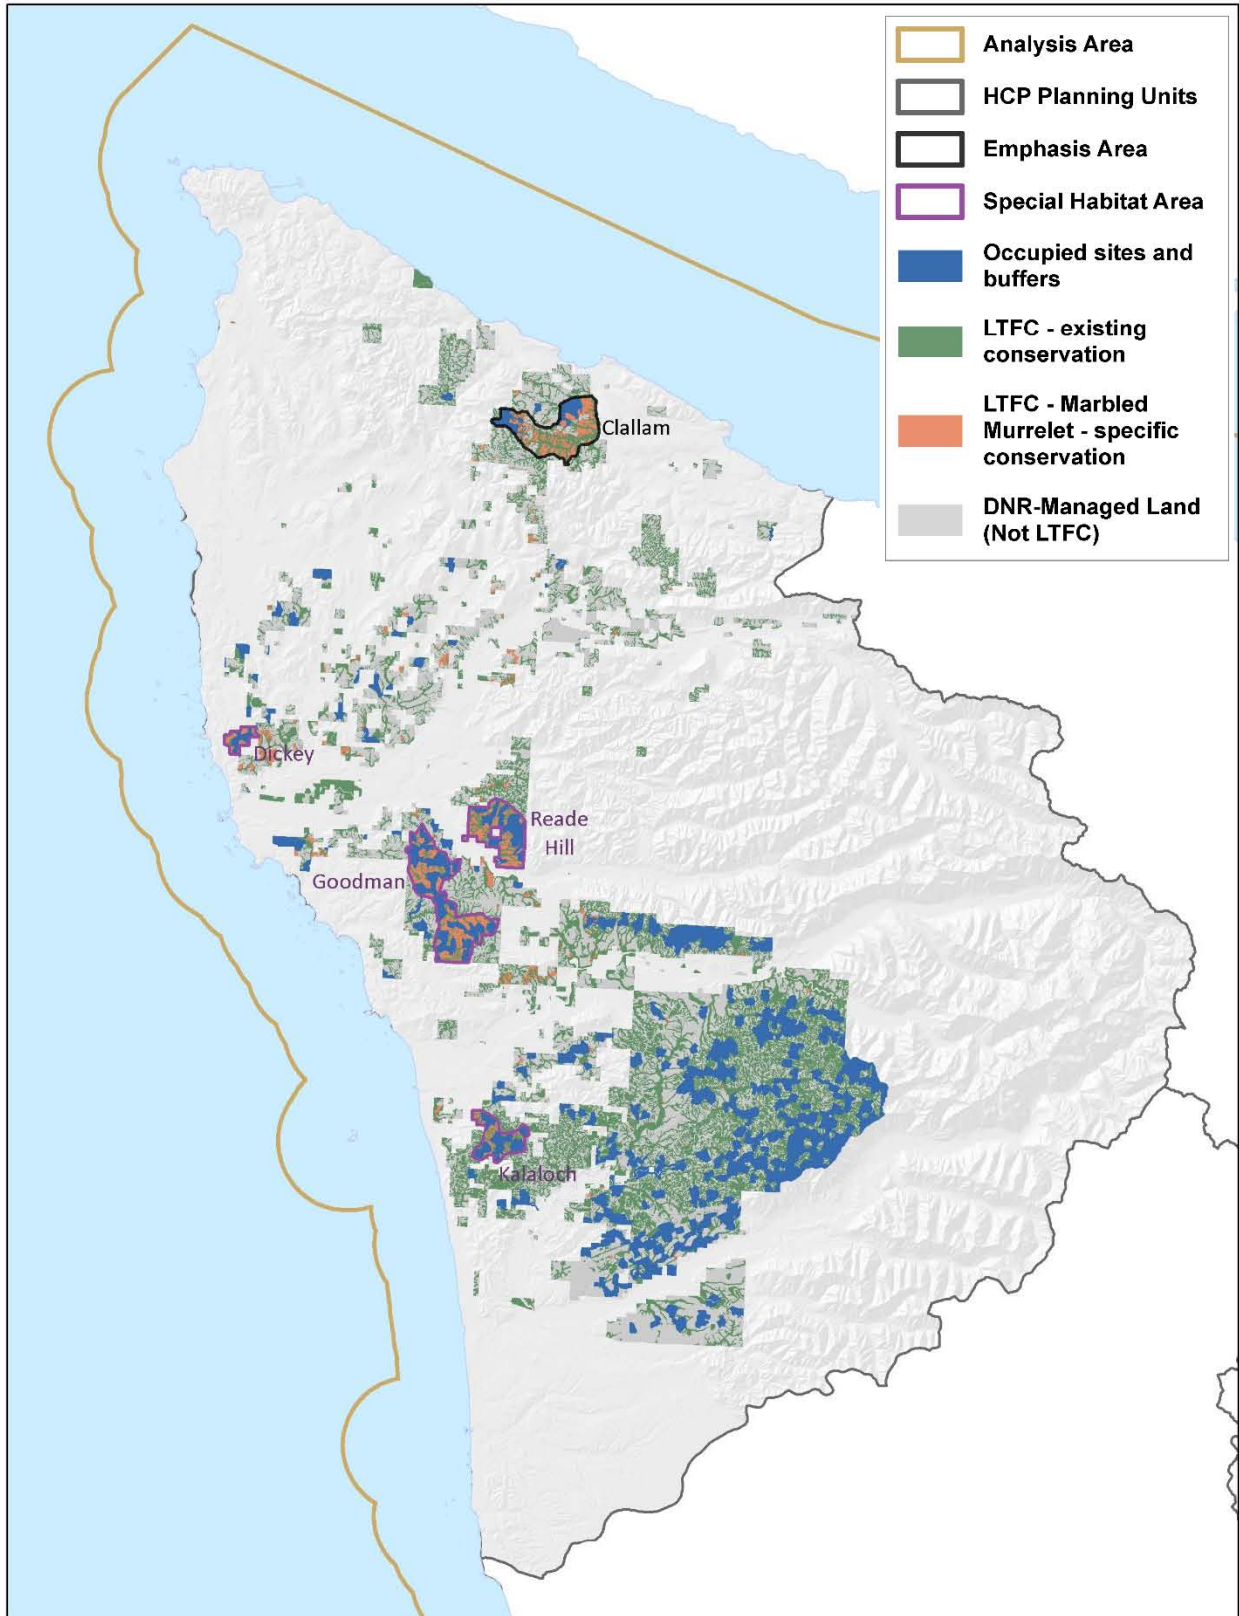 Analysis Area
HCP Planning Units
Emphasis Area
Special Habitat Area
Occupied sites and
buffers
LTFC - existing
conservation
LTFC - Marbled
Murrelet - specific
conservation
DNR-Managed Land
(Not LTFC)
Clallam
Dickey
Reade
Hill
Goodman
Kalaloch